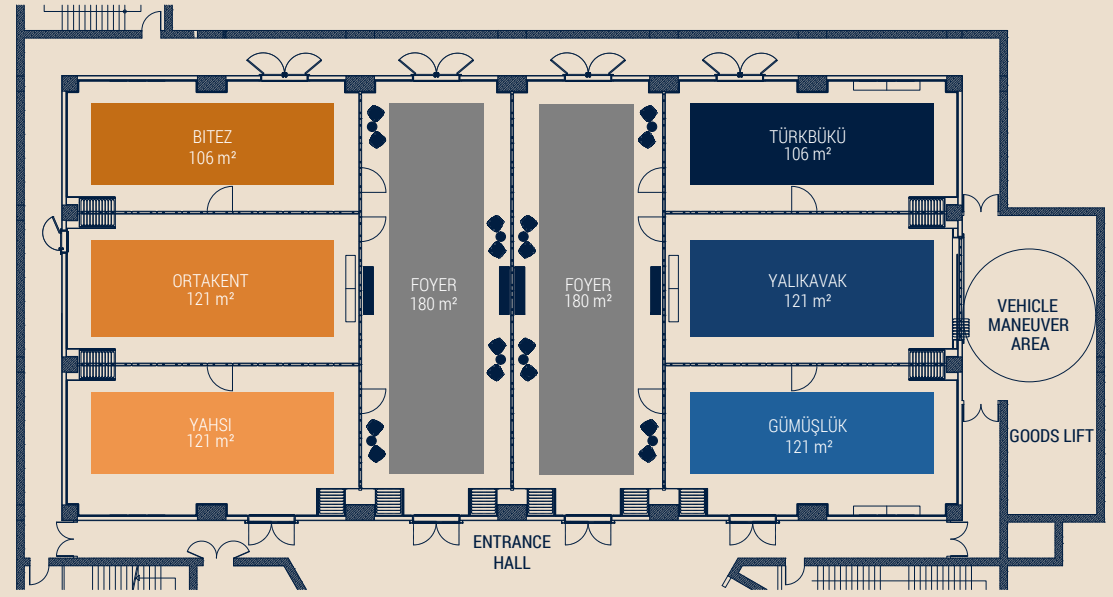 BITEZ
106 m²
TÜRKBÜKÜ
106 m²
ORTAKENT
121 m²
FOYER
180 m²
FOYER
180 m²
YALIKAVAK
121 m²
VEHICLE
MANEUVER
AREA
YAHSI
121 m²
GÜMÜŞLÜK
121 m²
GOODS LIFT
ENTRANCE
HALL